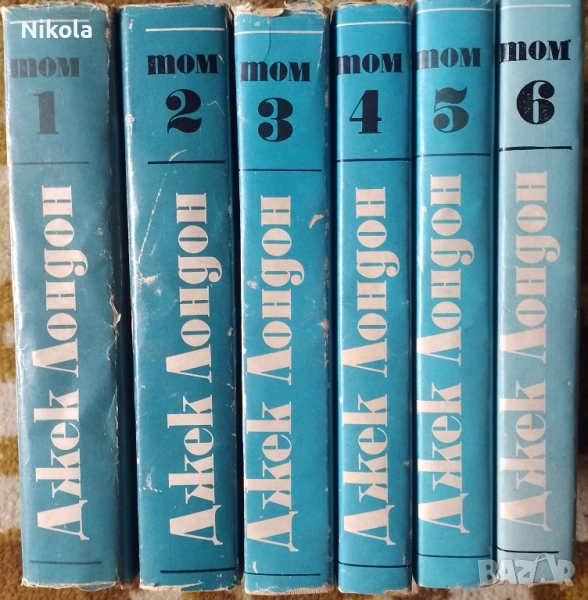 Nikola
том
1
Джек Лондон
том
2
Джек Лондон
том
3
Джек Лондон
том
4
Джек Лондон
том
5
Джек Лондон
том
6
Джек Лондон
BAZAR